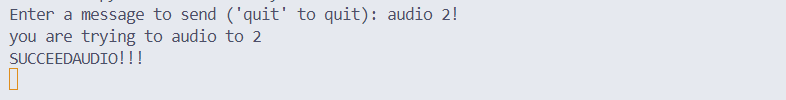 Enter a message to send ('quit' to quit): audio 2!
you are trying to audio to 2
SUCCEEDAUDIO!!!